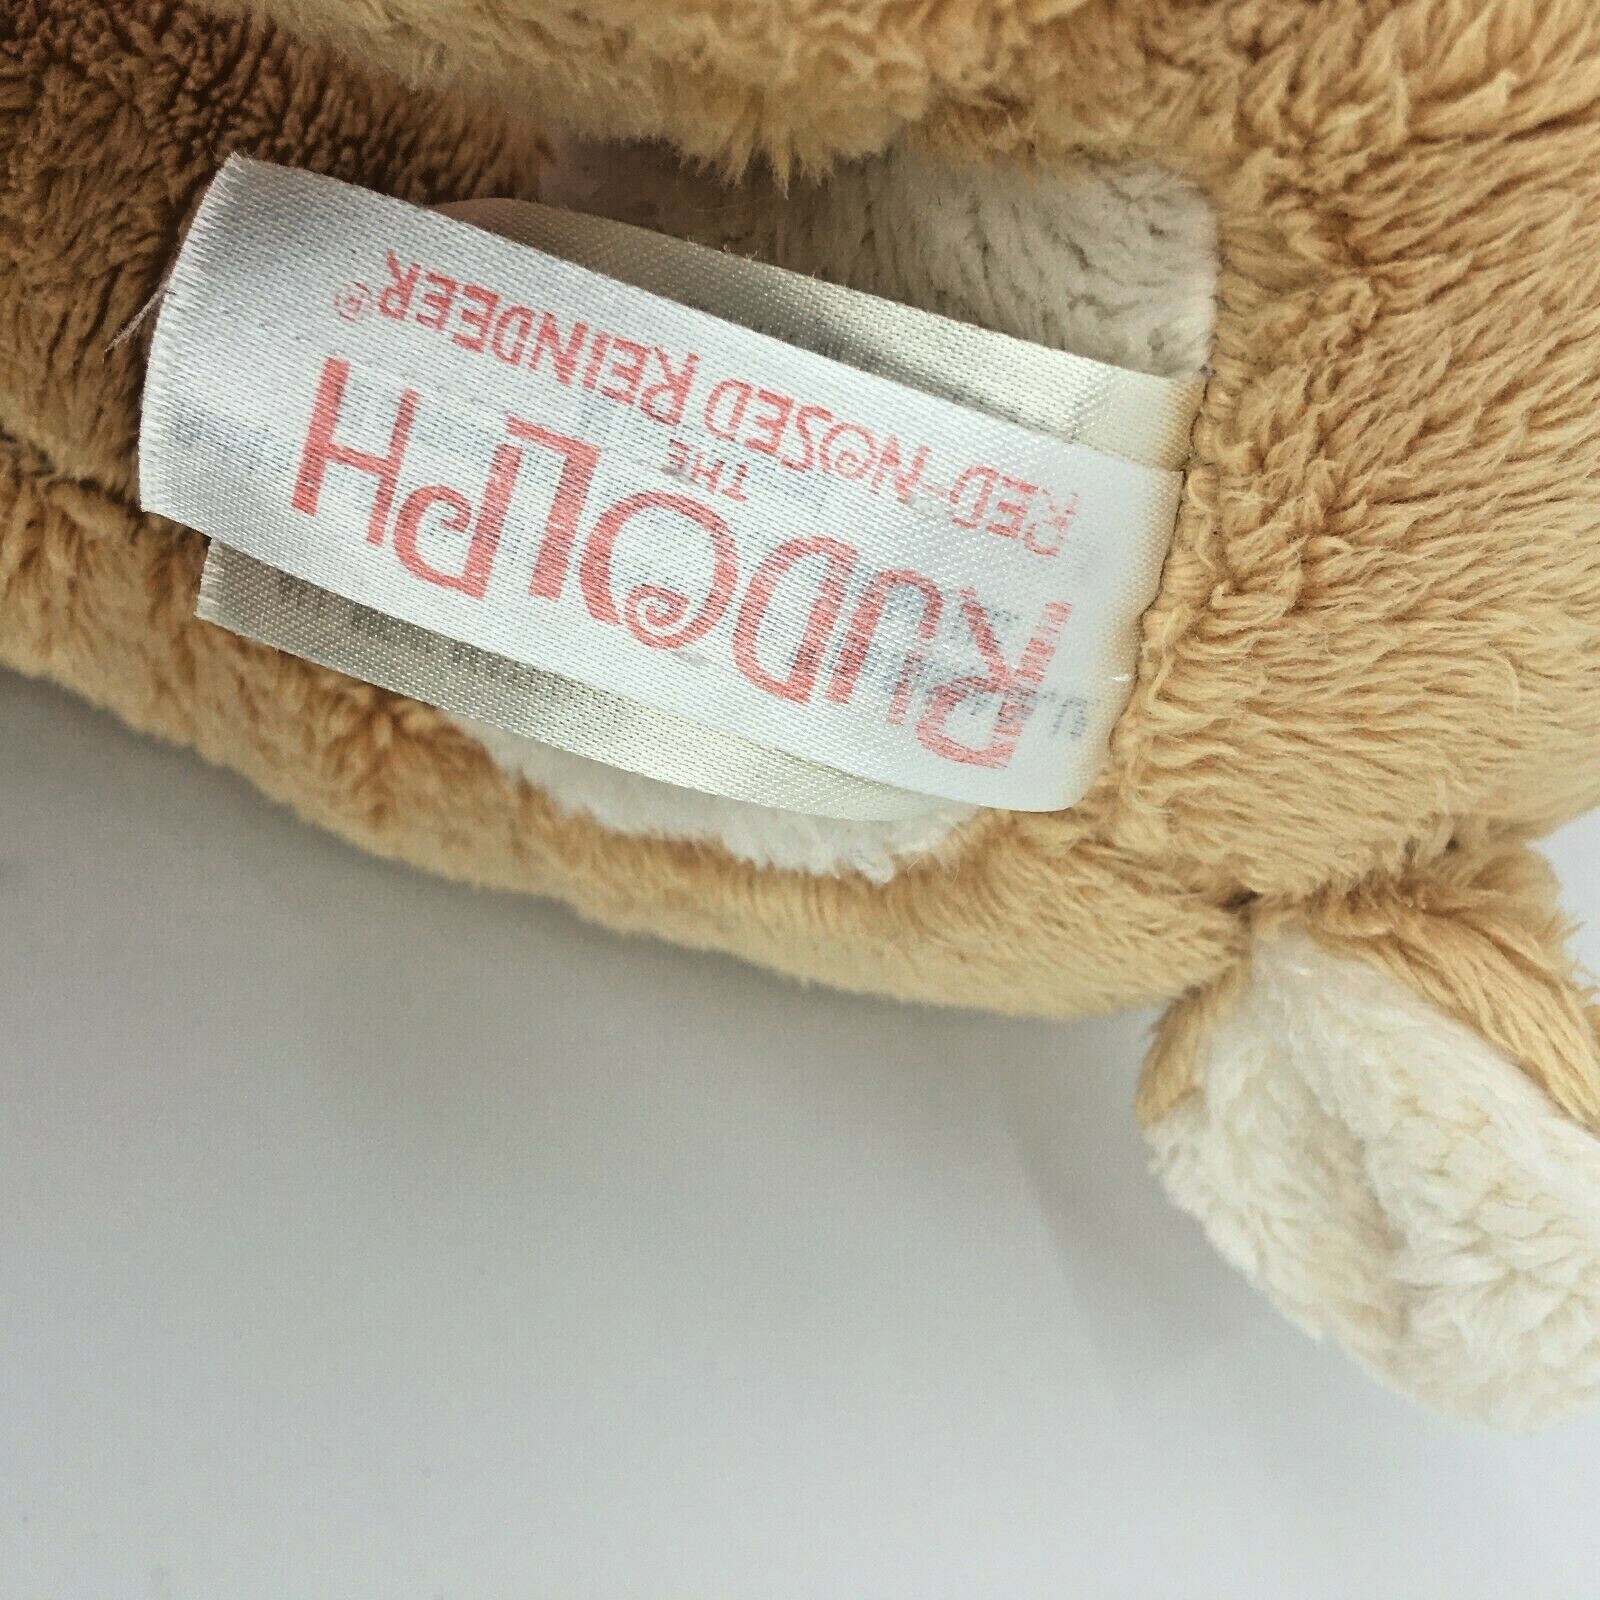 RUDOLPH
THE
RED-NOSED REINDEER®